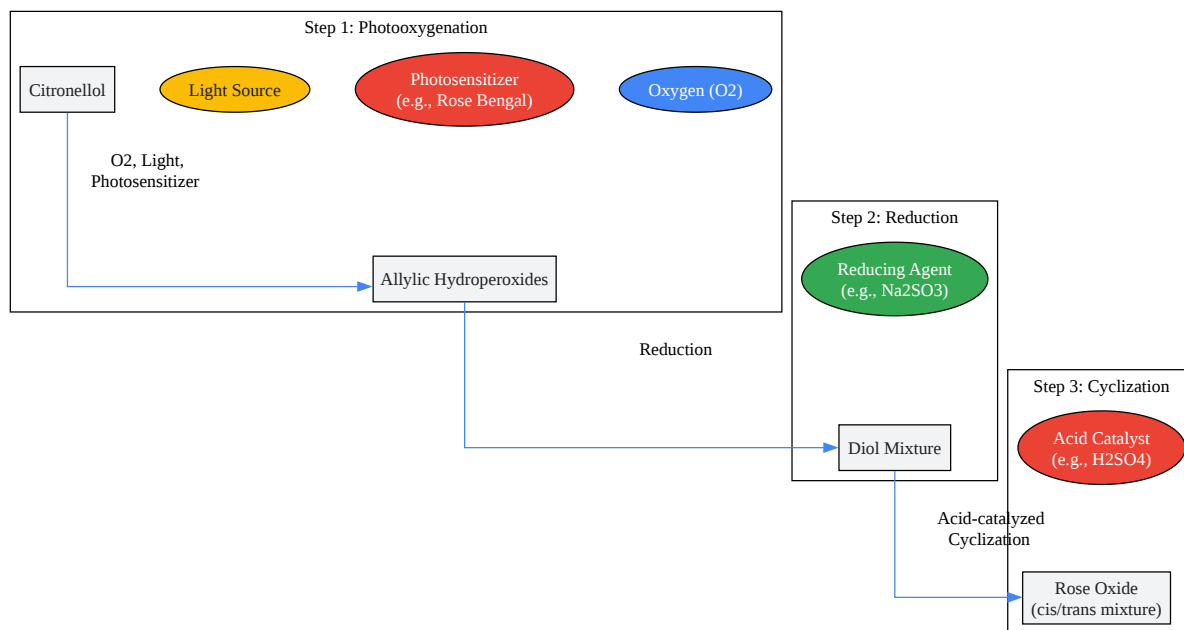 Step 1: Photooxygenation
Citronellol
Light Source
Photosensitizer
(e.g., Rose Bengal)
Oxygen (O2)
O2, Light,
Photosensitizer
Allylic Hydroperoxides
Reduction
Step 2: Reduction
Reducing Agent
(e.g., Na2SO3)
Diol Mixture
Acid-catalyzed
Cyclization
Step 3: Cyclization
Acid Catalyst
(e.g., H2SO4)
Rose Oxide
(cis/trans mixture)